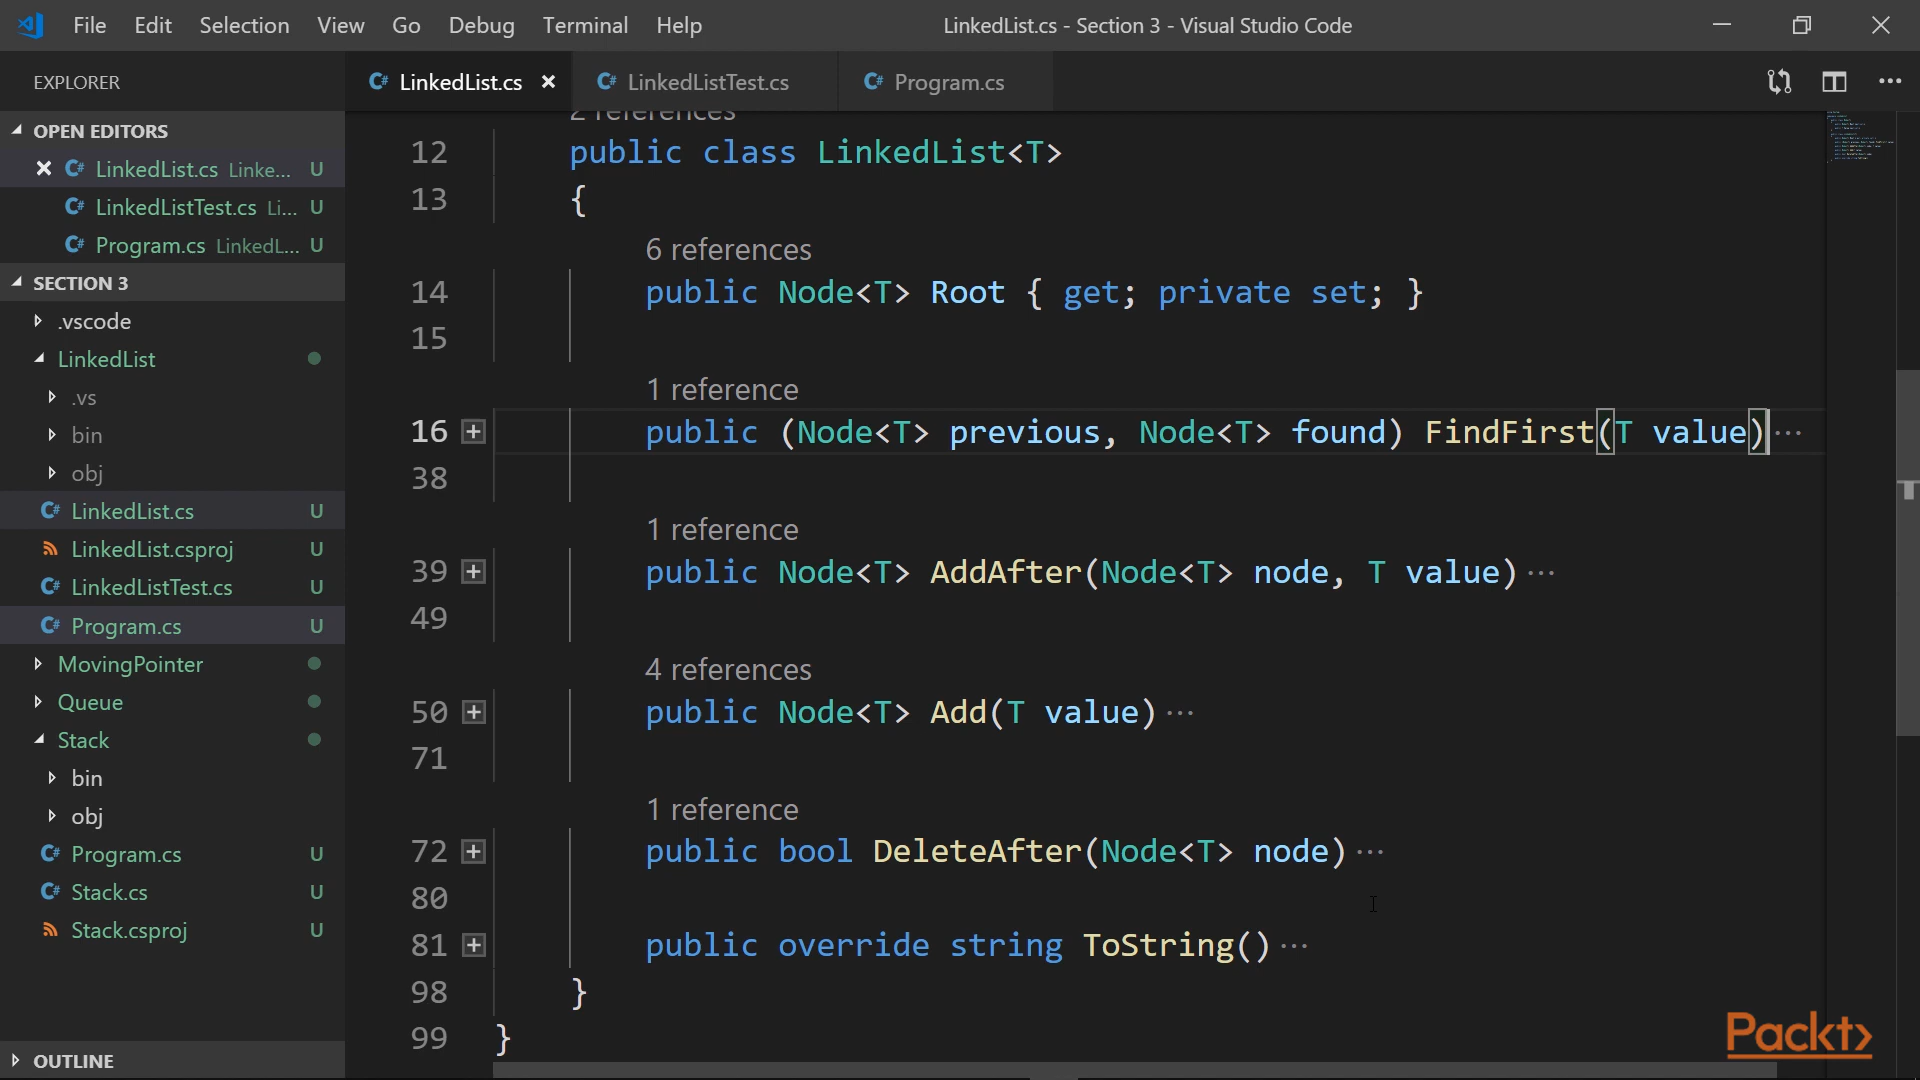 File Edit Selection View Go Debug Terminal Help
LinkedList.cs - Section 3 - Visual Studio Code
EXPLORER
LinkedList.cs
LinkedListTest.cs
Program.cs
OPEN EDITORS
LinkedList.cs Linke... U
LinkedListTest.cs Li... U
Program.cs LinkedL... U
SECTION 3
.vscode
LinkedList
.vs
bin
obj
LinkedList.cs U
LinkedList.csproj U
LinkedListTest.cs U
Program.cs U
MovingPointer
Queue
Stack
bin
obj
Program.cs U
Stack.cs U
Stack.csproj U
OUTLINE
2 references
12 public class LinkedList<T>
13 {
6 references
14 public Node<T> Root { get; private set; }
15
1 reference
16 public (Node<T> previous, Node<T> found) FindFirst(T value)...
38
1 reference
39 public Node<T> AddAfter(Node<T> node, T value)...
49
4 references
50 public Node<T> Add(T value)...
71
1 reference
72 public bool DeleteAfter(Node<T> node)...
80
81 public override string ToString()...
98 }
99 }
Packt>